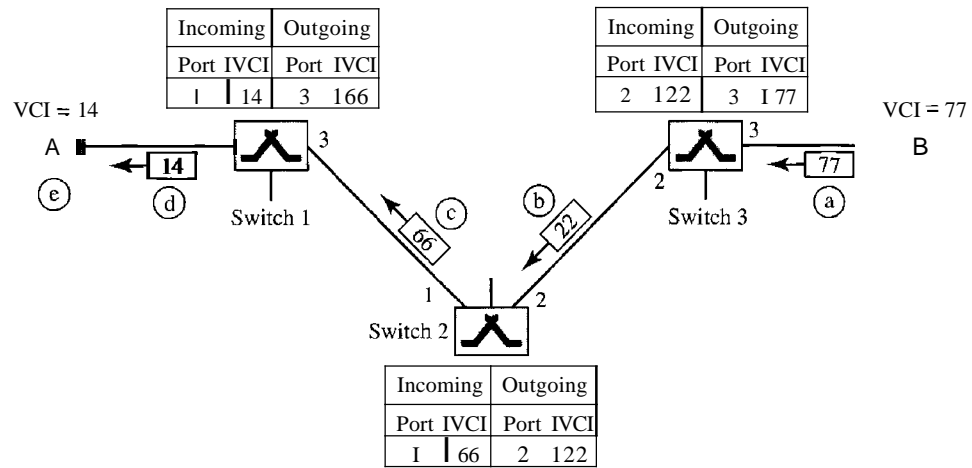 Incoming Outgoing
Port IVCI Port IVCI
I 14 3 166
Incoming Outgoing
Port IVCI Port IVCI
2 122 3 I 77
VCI = 14
VCI = 77
A
14
3
3
77
B
e
d
Switch 1
c
66
b
22
2
Switch 3
a
1
2
Switch 2
Incoming Outgoing
Port IVCI Port IVCI
I 66 2 122